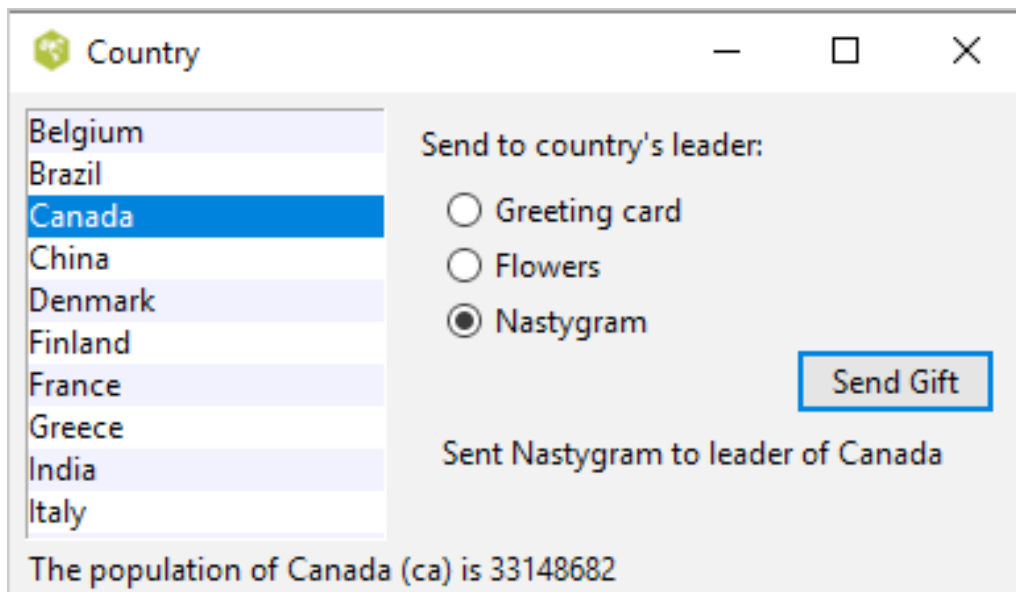 Country
Belgium
Brazil
Canada
China
Denmark
Finland
France
Greece
India
Italy
Send to country's leader:
Greeting card
Flowers
Nastygram
Send Gift
Sent Nastygram to leader of Canada
The population of Canada (ca) is 33148682